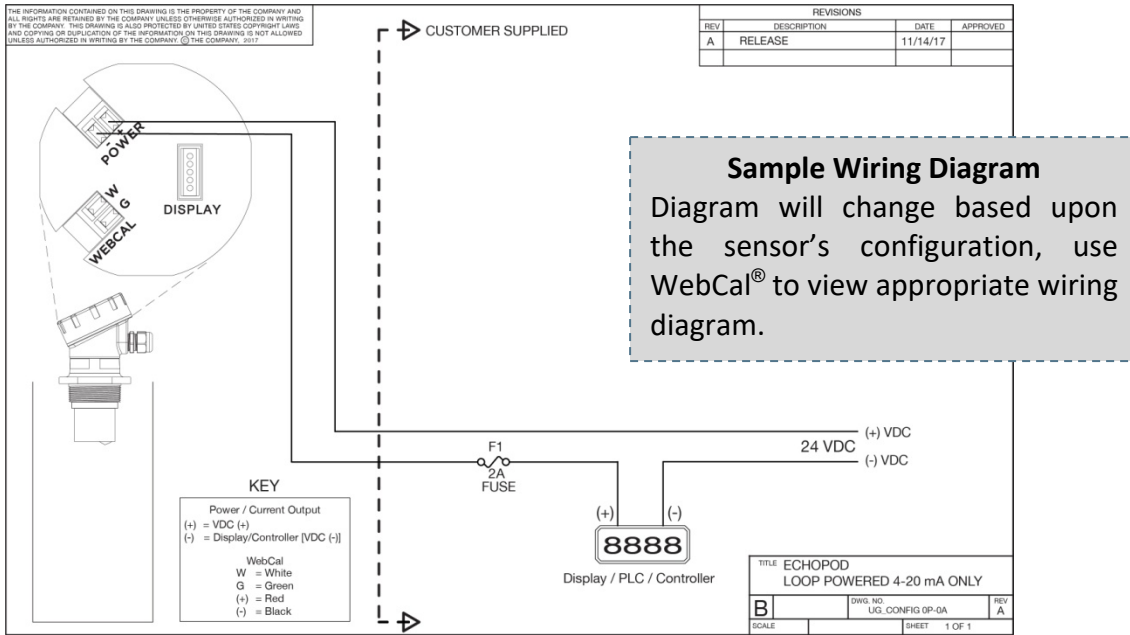 THE INFORMATION CONTAINED ON THIS DRAWING IS THE PROPERTY OF THE COMPANY AND
ALL RIGHTS ARE RETAINED BY THE COMPANY UNLESS OTHERWISE AUTHORIZED IN WRITING
BY THE COMPANY. THIS DRAWING IS ALSO PROTECTED BY UNITED STATES COPYRIGHT LAWS
AND COPYING OR DUPLICATION OF THE INFORMATION ON THIS DRAWING IS NOT ALLOWED
UNLESS AUTHORIZED IN WRITING BY THE COMPANY. © THE COMPANY, 2017
CUSTOMER SUPPLIED
REVISIONS
REV DESCRIPTION DATE APPROVED
A RELEASE 11/14/17
+
-
POWER
DISPLAY
W
G
WEBCAL
Sample Wiring Diagram
Diagram will change based upon
the sensor’s configuration, use
WebCal® to view appropriate wiring
diagram.
(+) VDC
24 VDC
(-) VDC
F1
2A
FUSE
(+) (-)
8888
Display / PLC / Controller
KEY
Power / Current Output
(+) = VDC (+)
(-) = Display/Controller [VDC (-)]
WebCal
W = White
G = Green
(+) = Red
(-) = Black
TITLE ECHOPOD
LOOP POWERED 4-20 mA ONLY
B DWG. NO. UG_CONFIG 0P-0A REV A
SCALE SHEET 1 OF 1